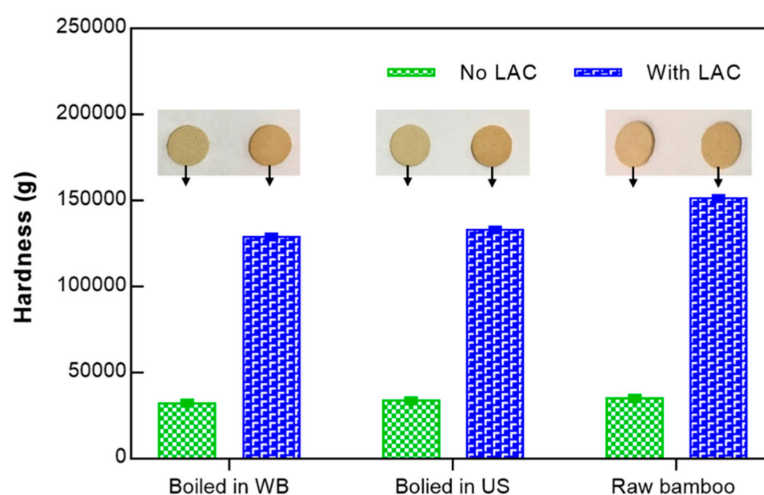 250000
200000
150000
100000
50000
0
Hardness (g)
No LAC
With LAC
Boiled in WB
Bolied in US
Raw bamboo